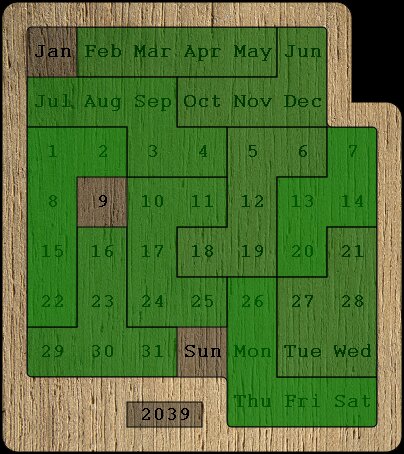 Jan Feb Mar Apr May Jun
Jul Aug Sep Oct Nov Dec
1 2 3 4 5 6 7
8 9 10 11 12 13 14
15 16 17 18 19 20 21
22 23 24 25 26 27 28
29 30 31 Sun Mon Tue Wed
Thu Fri Sat
2039